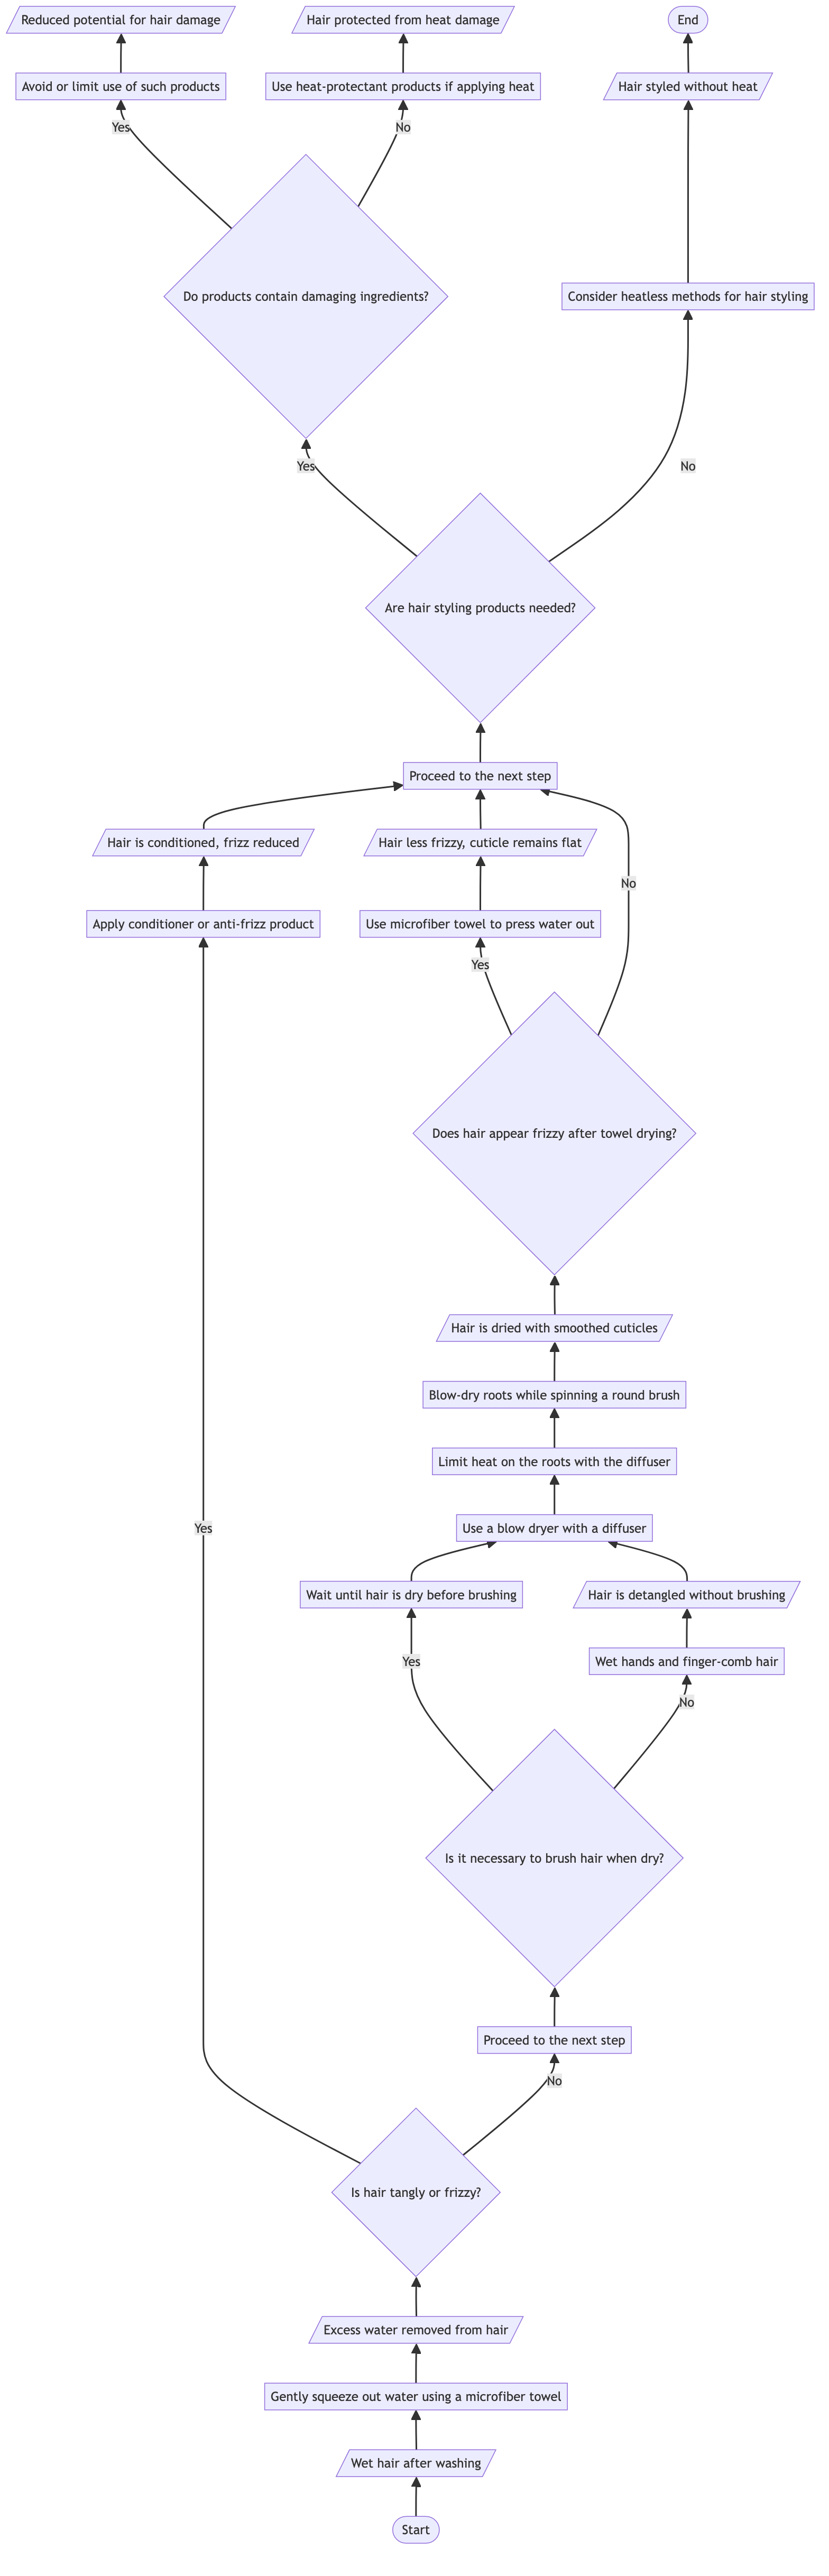 Reduced potential for hair damage
Hair protected from heat damage
End
Avoid or limit use of such products
Use heat-protectant products if applying heat
Hair styled without heat
Yes
No
Do products contain damaging ingredients?
Consider heatless methods for hair styling
Yes
No
Are hair styling products needed?
Proceed to the next step
Hair is conditioned, frizz reduced
Hair less frizzy, cuticle remains flat
No
Apply conditioner or anti-frizz product
Use microfiber towel to press water out
Yes
Does hair appear frizzy after towel drying?
Hair is dried with smoothed cuticles
Blow-dry roots while spinning a round brush
Limit heat on the roots with the diffuser
Yes
Use a blow dryer with a diffuser
Wait until hair is dry before brushing
Hair is detangled without brushing
Yes
Wet hands and finger-comb hair
No
Is it necessary to brush hair when dry?
Proceed to the next step
No
Is hair tangly or frizzy?
Excess water removed from hair
Gently squeeze out water using a microfiber towel
Wet hair after washing
Start